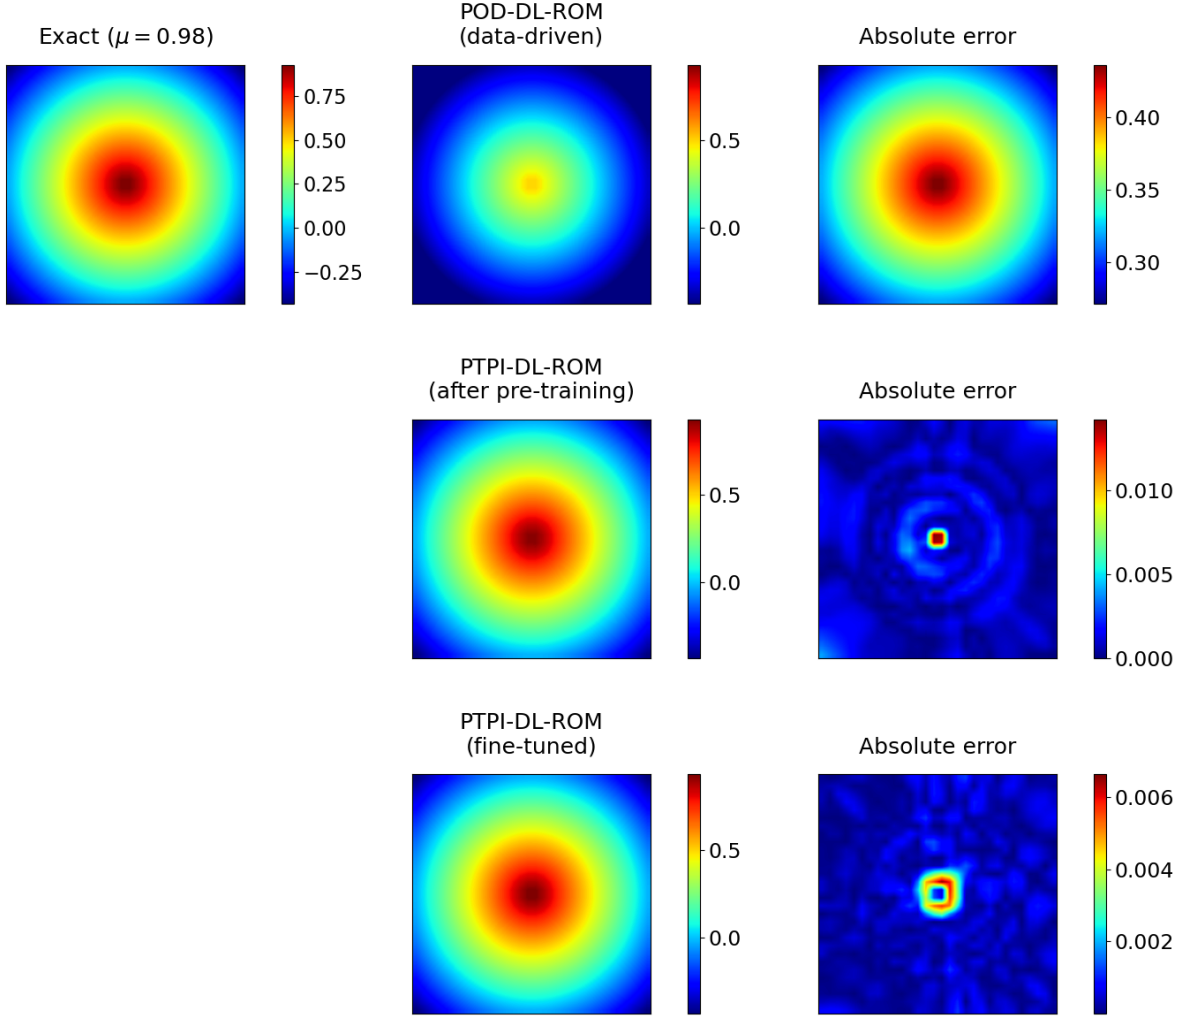 Exact (μ = 0.98)
POD-DL-ROM
(data-driven)
Absolute error
0.75
0.50
0.25
0.00
−0.25
0.5
0.0
0.40
0.35
0.30
PTPI-DL-ROM
(after pre-training)
Absolute error
0.5
0.0
0.010
0.005
0.000
PTPI-DL-ROM
(fine-tuned)
Absolute error
0.5
0.0
0.006
0.004
0.002